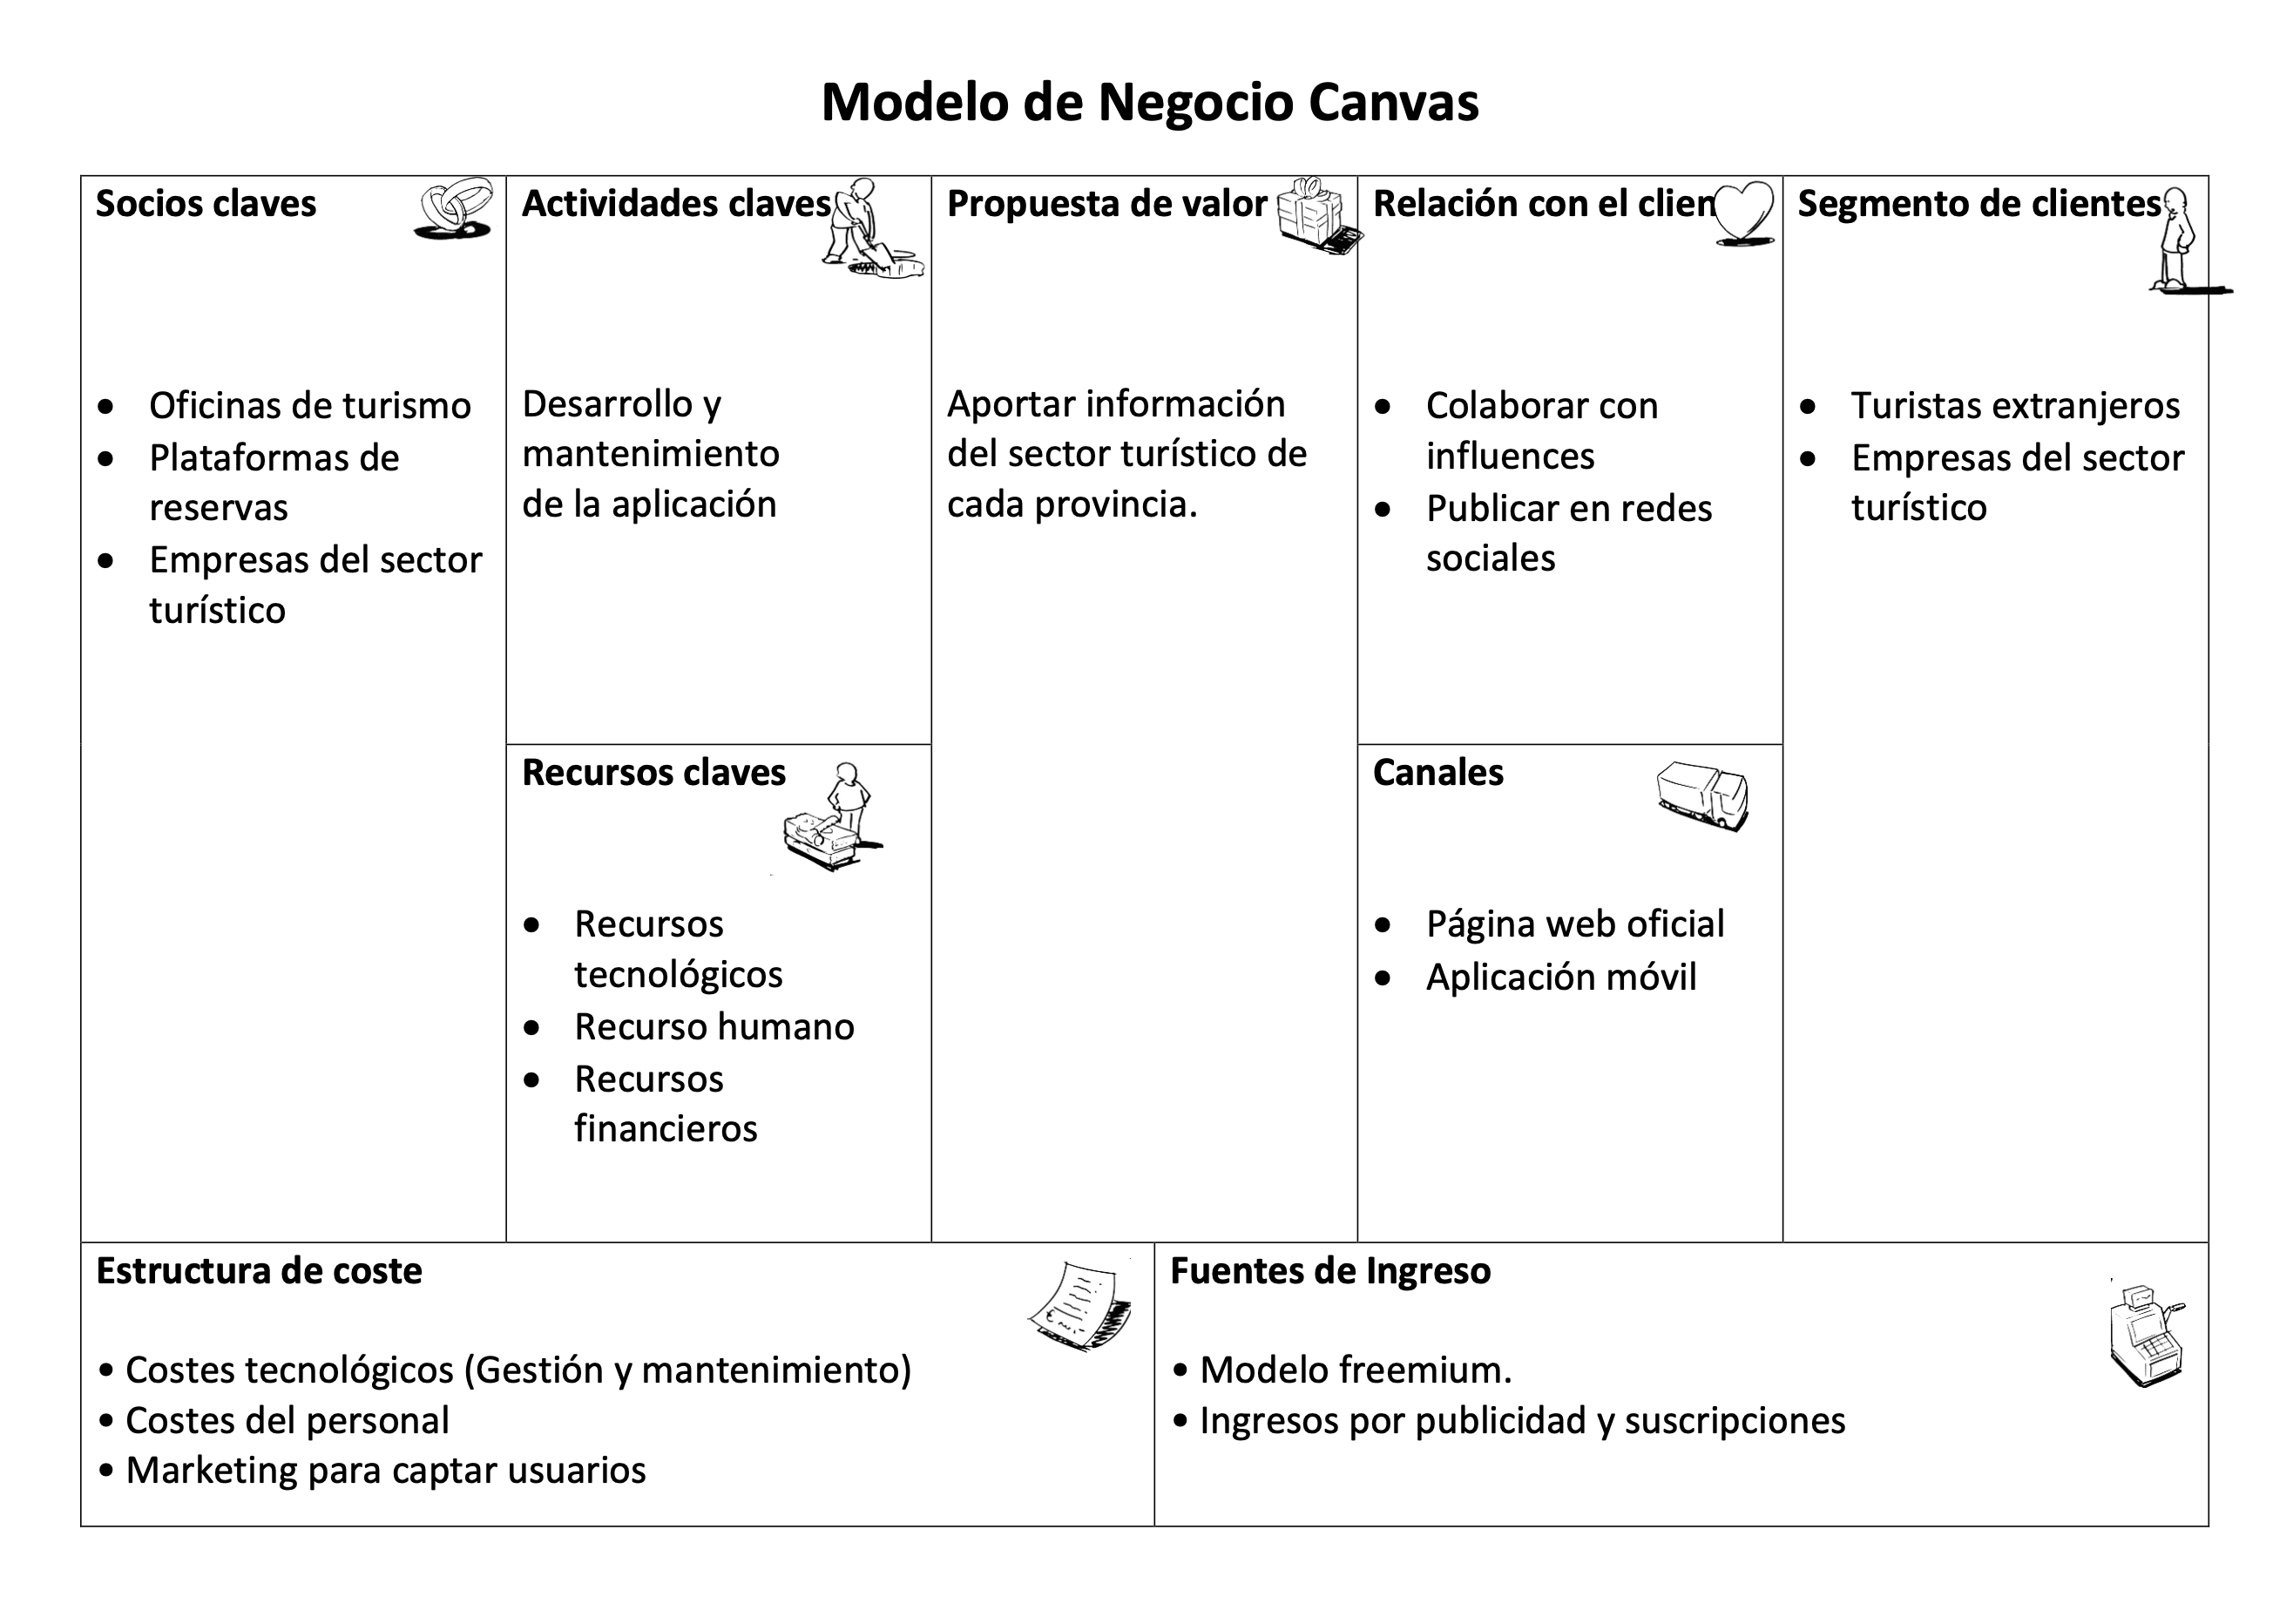 Modelo de Negocio Canvas
Socios claves
• Oficinas de turismo
• Plataformas de
reservas
• Empresas del sector
turístico
Actividades claves
Desarrollo y
mantenimiento
de la aplicación
Recursos claves
• Recursos
tecnológicos
• Recurso humano
• Recursos
financieros
Propuesta de valor
Aportar información
del sector turístico de
cada provincia.
Relación con el clien
• Colaborar con
influences
• Publicar en redes
sociales
Canales
• Página web oficial
• Aplicación móvil
Segmento de clientes
• Turistas extranjeros
• Empresas del sector
turístico
Estructura de coste
• Costes tecnológicos (Gestión y mantenimiento)
• Costes del personal
• Marketing para captar usuarios
Fuentes de Ingreso
• Modelo freemium.
• Ingresos por publicidad y suscripciones